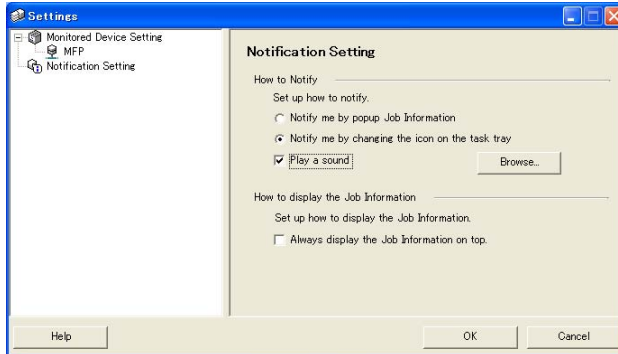 Settings
Monitored Device Setting
MFP
Notification Setting
Notification Setting
How to Notify
Set up how to notify.
Notify me by popup Job Information
Notify me by changing the icon on the task tray
Play a sound
Browse...
How to display the Job Information
Set up how to display the Job Information.
Always display the Job Information on top.
Help
OK
Cancel